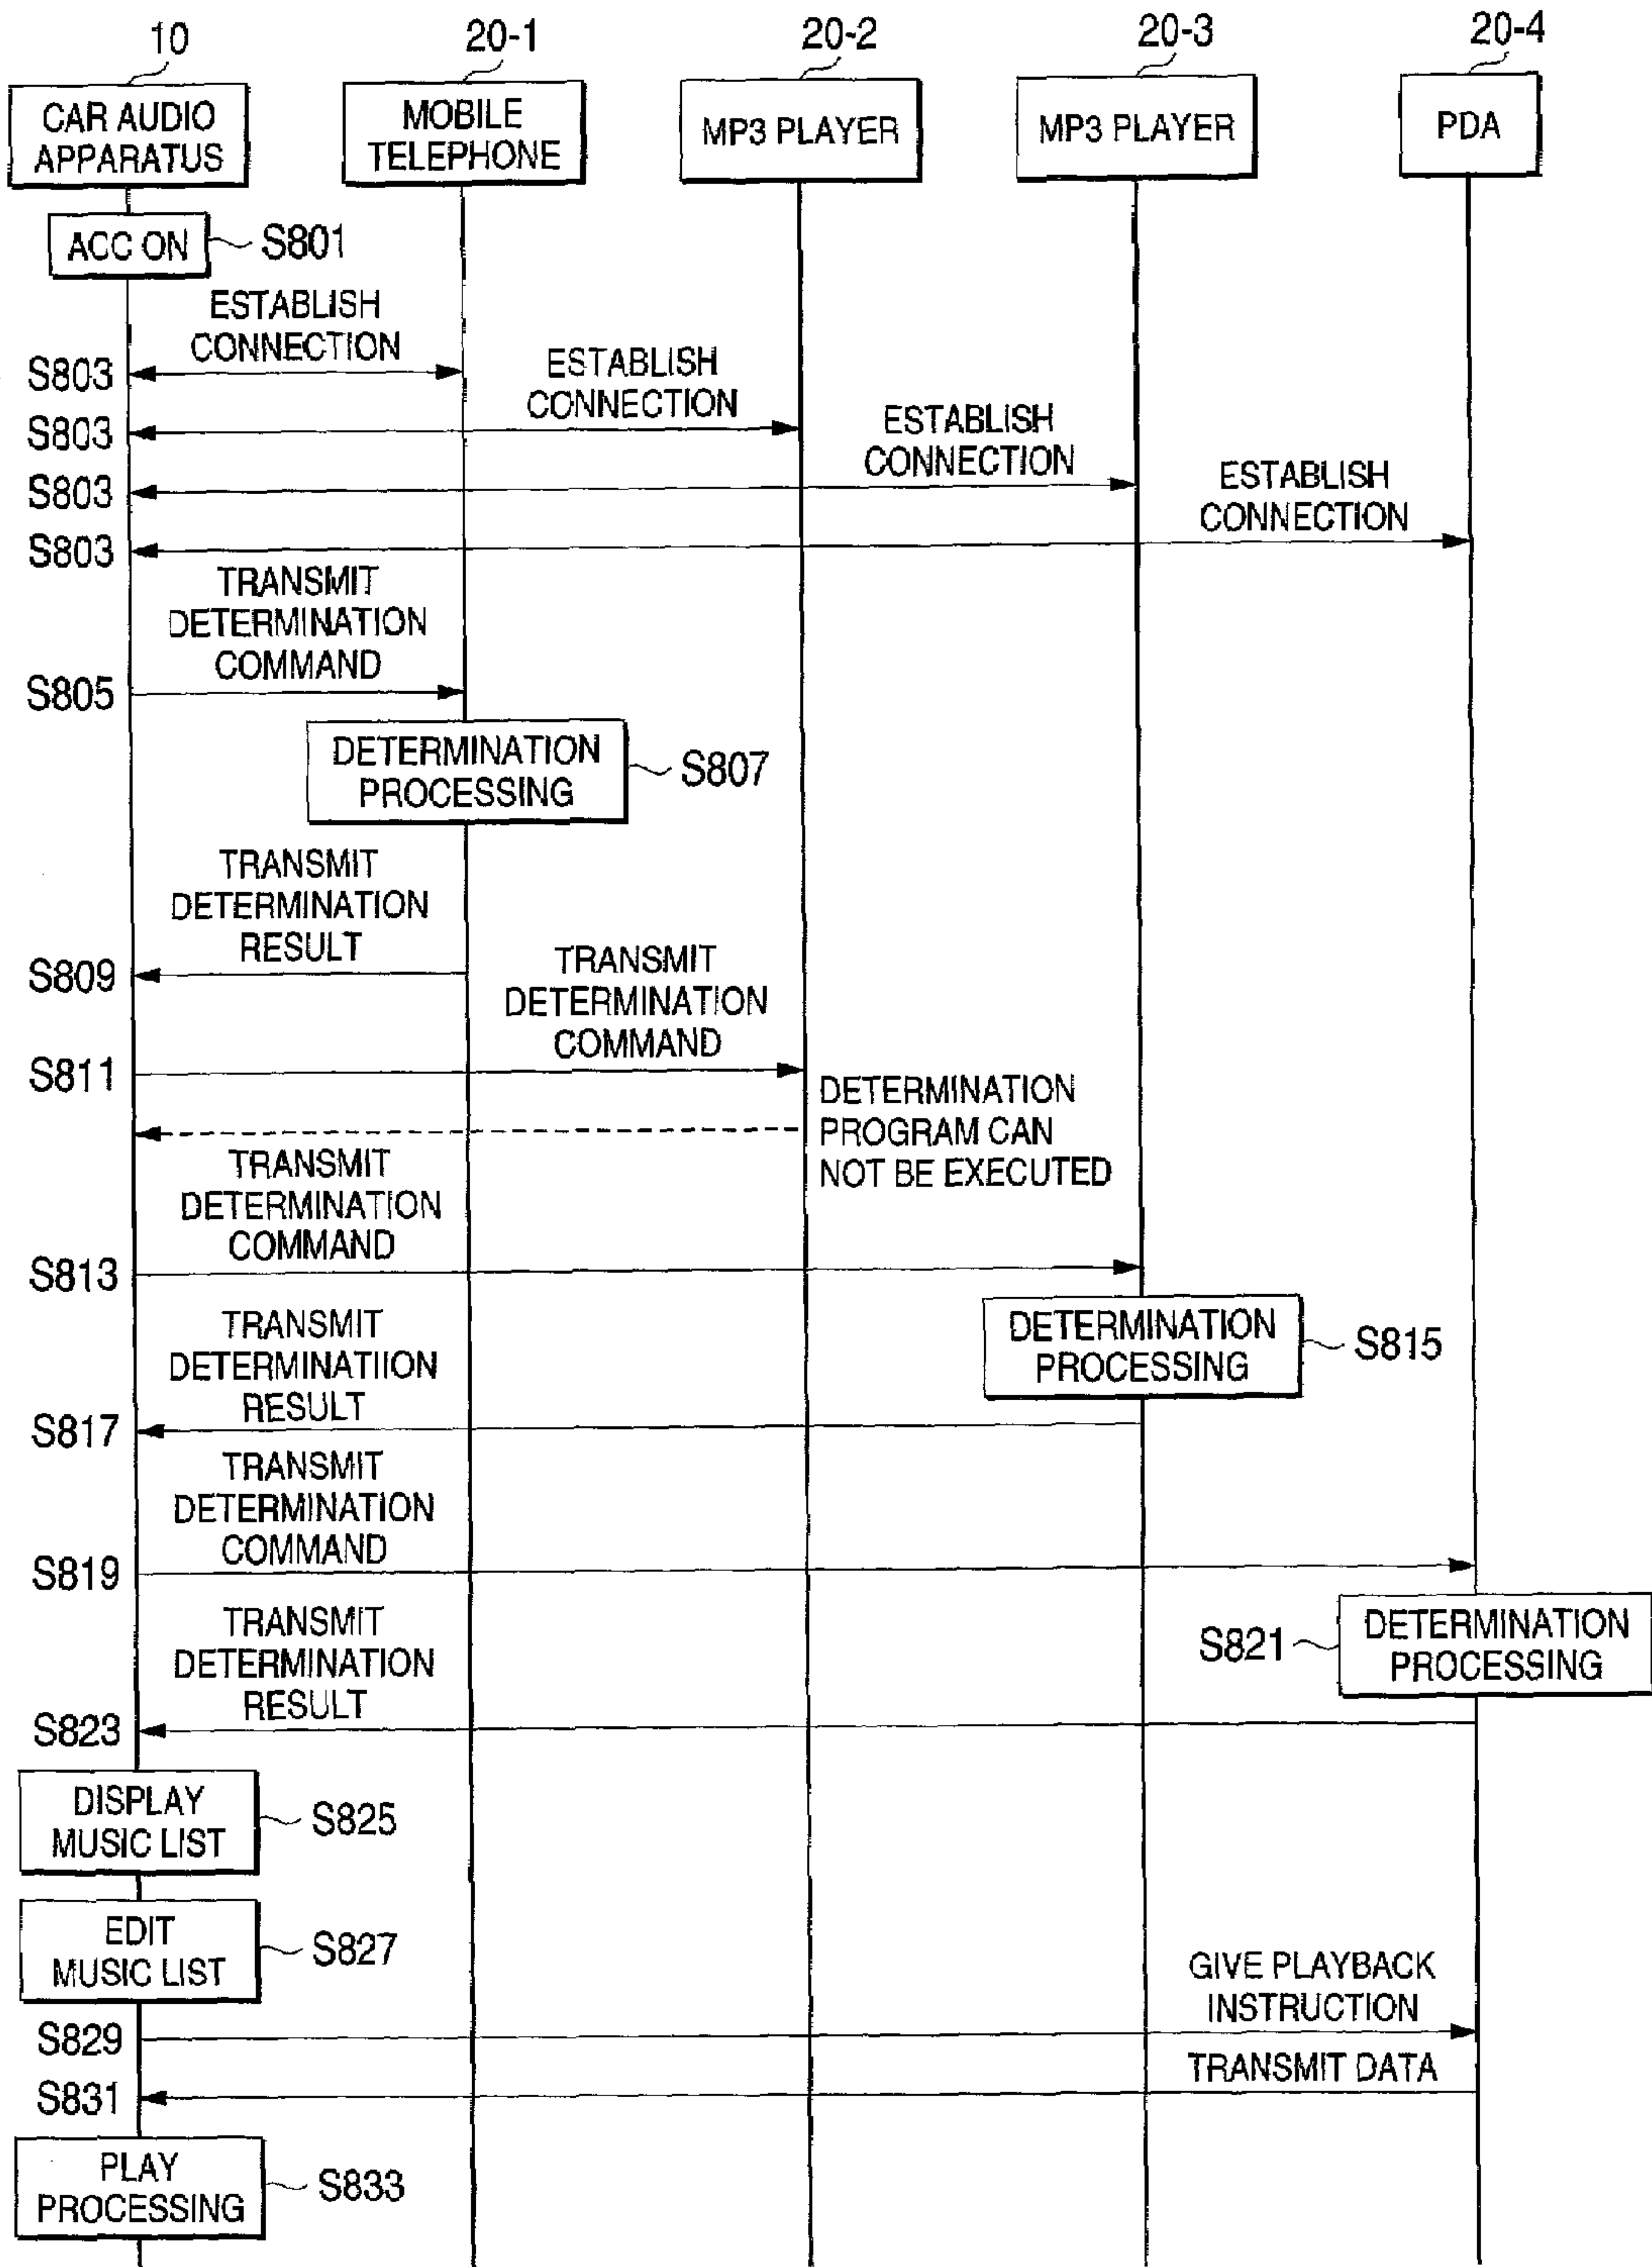 10
20-1
20-2
20-3
20-4
CAR AUDIO
APPARATUS
MOBILE
TELEPHONE
MP3 PLAYER
MP3 PLAYER
PDA
ACC ON
S801
ESTABLISH
CONNECTION
S803
ESTABLISH
CONNECTION
S803
ESTABLISH
CONNECTION
S803
ESTABLISH
CONNECTION
S803
TRANSMIT
DETERMINATION
COMMAND
S805
DETERMINATION
PROCESSING
S807
TRANSMIT
DETERMINATION
RESULT
S809
TRANSMIT
DETERMINATION
COMMAND
S811
DETERMINATION
PROGRAM CAN
NOT BE EXECUTED
TRANSMIT
DETERMINATION
COMMAND
S813
DETERMINATION
PROCESSING
S815
TRANSMIT
DETERMINATIION
RESULT
S817
TRANSMIT
DETERMINATION
COMMAND
S819
DETERMINATION
PROCESSING
S821
TRANSMIT
DETERMINATION
RESULT
S823
DISPLAY
MUSIC LIST
S825
EDIT
MUSIC LIST
S827
GIVE PLAYBACK
INSTRUCTION
S829
TRANSMIT DATA
S831
PLAY
PROCESSING
S833